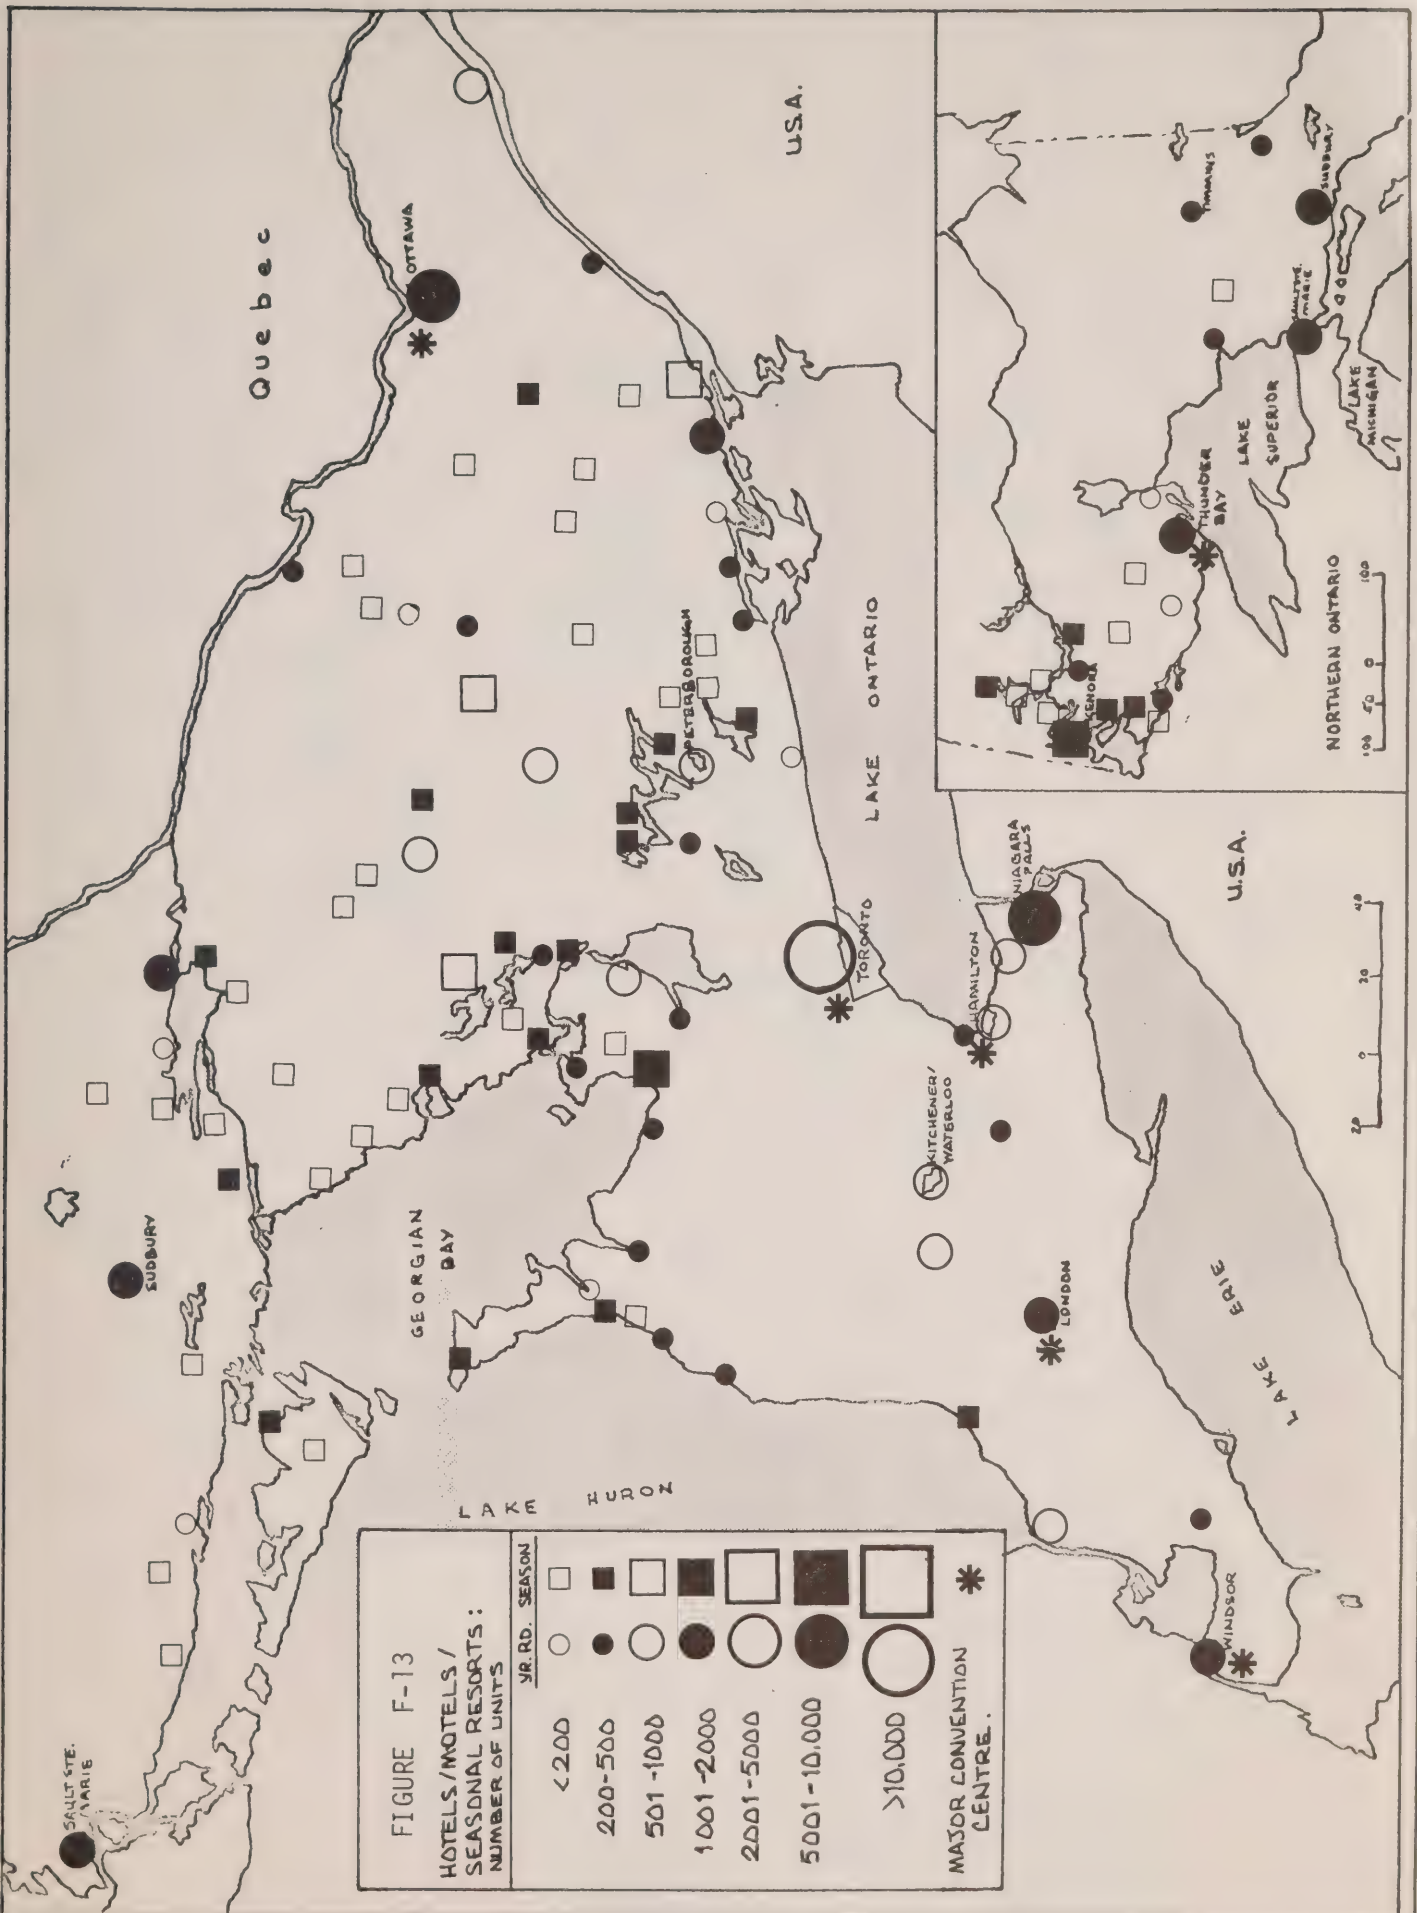 FIGURE F-13
HOTELS/MOTELS/
SEASONAL RESORTS:
NUMBER OF UNITS
YR.RD. SEASON
<200
200-500
501-1000
1001-2000
2001-5000
5001-10,000
>10,000
MAJOR CONVENTION
CENTRE.
Quebec
OTTAWA
U.S.A.
PETERBOROUGH
LAKE ONTARIO
TORONTO
HAMILTON
NIAGARA
FALLS
KITCHENER/
WATERLOO
LONDON
WINDSOR
LAKE ERIE
U.S.A.
20 0 20 40
GEORGIAN
BAY
LAKE HURON
SUDBURY
SAULT STE.
MARIE
TIMMINS
SUDBURY
SAULT STE.
MARIE
LAKE
MICHIGAN
LAKE
SUPERIOR
THUNDER
BAY
KENORA
NORTHERN ONTARIO
100 50 0 100